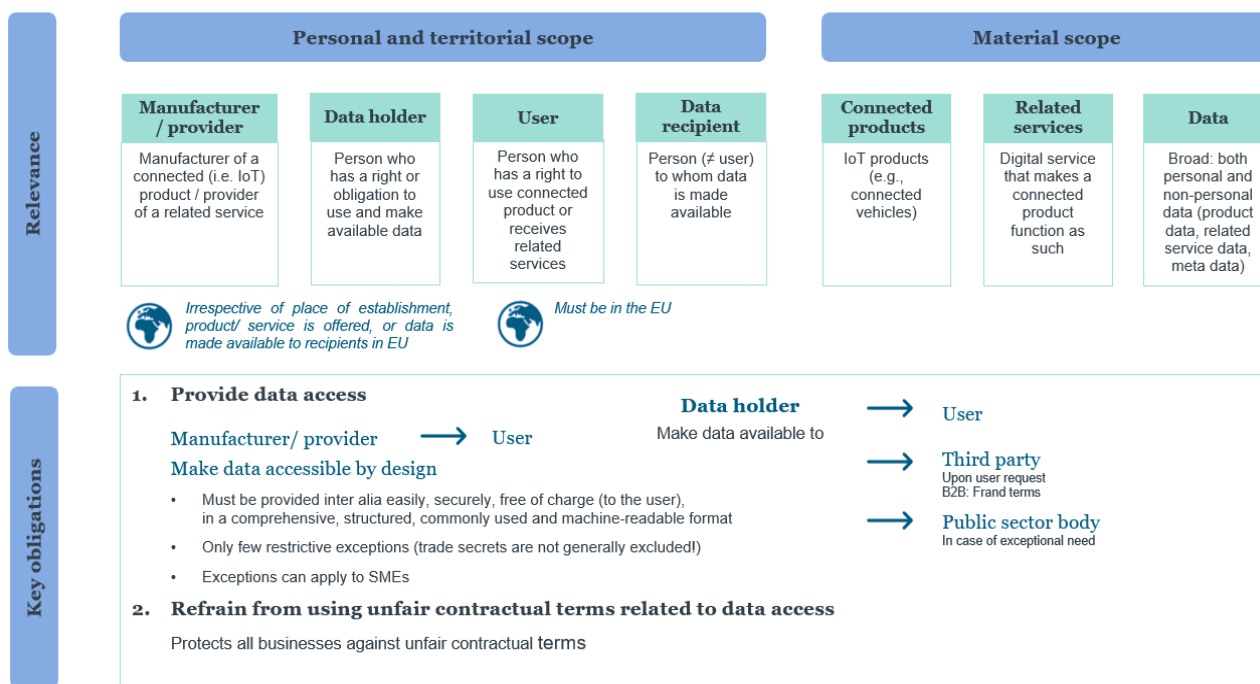 Relevance
Personal and territorial scope
Material scope
Manufacturer
/ provider
Manufacturer of a
connected (i.e. IoT)
product / provider
of a related service
Data holder
Person who
has a right or
obligation to
use and make
available data
User
Person who
has a right to
use connected
product or
receives
related
services
Data
recipient
Person (≠ user)
to whom data
is made
available
Connected
products
IoT products
(e.g.,
connected
vehicles)
Related
services
Digital service
that makes a
connected
product
function as
such
Data
Broad: both
personal and
non-personal
data (product
data, related
service data,
meta data)
Irrespective of place of establishment,
product/ service is offered, or data is
made available to recipients in EU
Must be in the EU
Key obligations
1. Provide data access
Manufacturer/ provider → User
Make data accessible by design
• Must be provided inter alia easily, securely, free of charge (to the user),
in a comprehensive, structured, commonly used and machine-readable format
• Only few restrictive exceptions (trade secrets are not generally excluded!)
• Exceptions can apply to SMEs
Data holder
Make data available to
→ User
→ Third party
Upon user request
B2B: Frand terms
→ Public sector body
In case of exceptional need
2. Refrain from using unfair contractual terms related to data access
Protects all businesses against unfair contractual terms